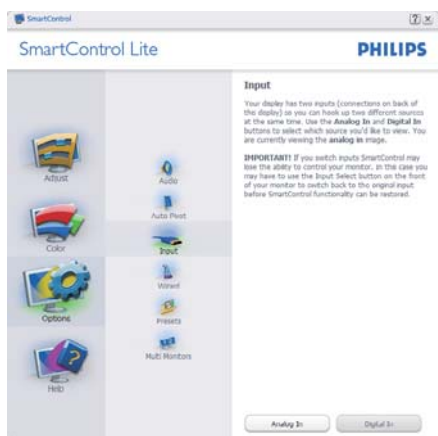 SmartControl
SmartControl Lite
PHILIPS
Adjust
Color
Options
Help
Audio
Auto Pivot
Input
Wizard
Presets
Multi Monitors
Input
Your display has two inputs (connections on back of
the display) so you can hook up two different sources
at the same time. Use the Analog In and Digital In
buttons to select which source you'd like to view. You
are currently viewing the analog in image.
IMPORTANT! If you switch inputs SmartControl may
lose the ability to control your monitor. In this case you
may have to use the Input Select button on the front
of your monitor to switch back to the original input
before SmartControl functionality can be restored.
Analog In
Digital In